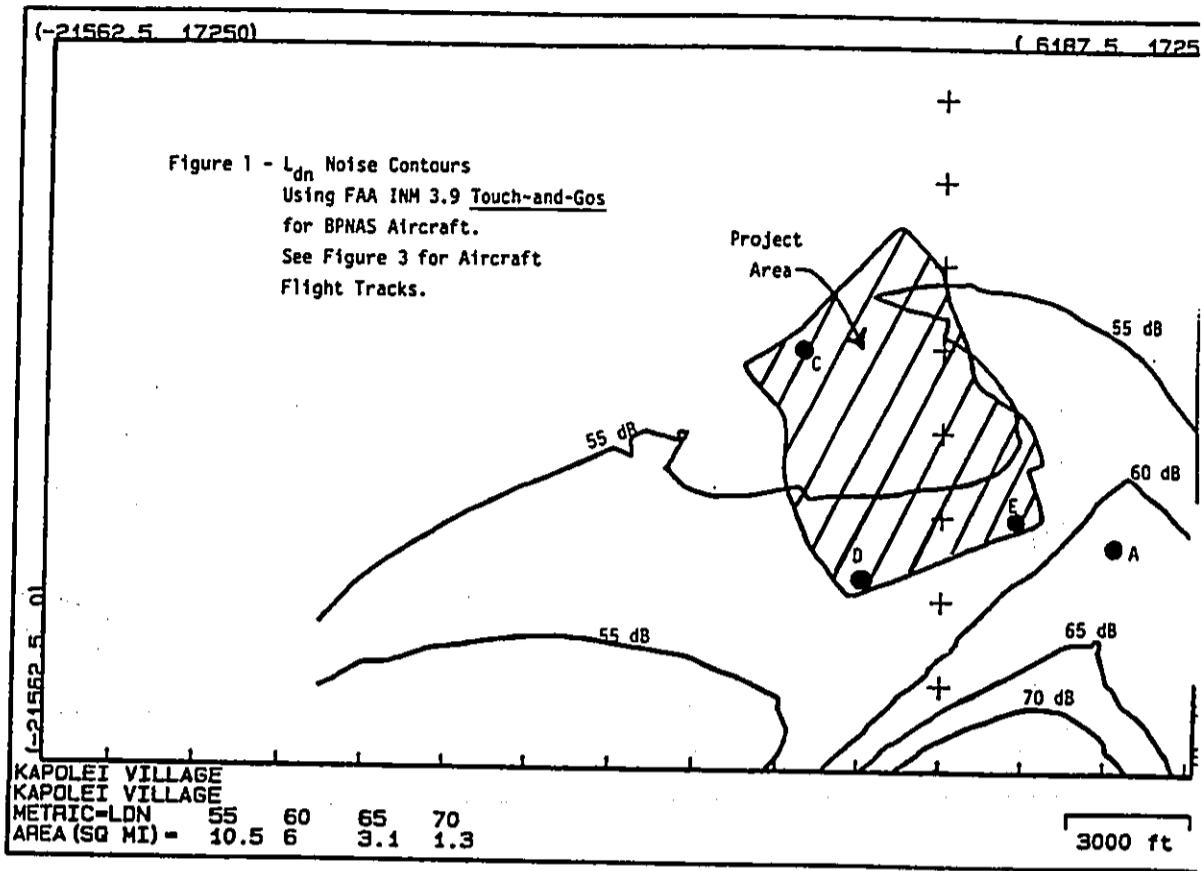 (-21562.5 17250)
( 6187.5 1725
Figure 1 - Ldn Noise Contours
Using FAA INM 3.9 Touch-and-Gos
for BPNAS Aircraft.
See Figure 3 for Aircraft
Flight Tracks.
Project
Area
55 dB
C
55 dB
60 dB
E
A
D
55 dB
65 dB
70 dB
(-21562.5 0)
KAPOLEI VILLAGE
KAPOLEI VILLAGE
METRIC=LDN 55 60 65 70
AREA (SQ MI) = 10.5 6 3.1 1.3
3000 ft